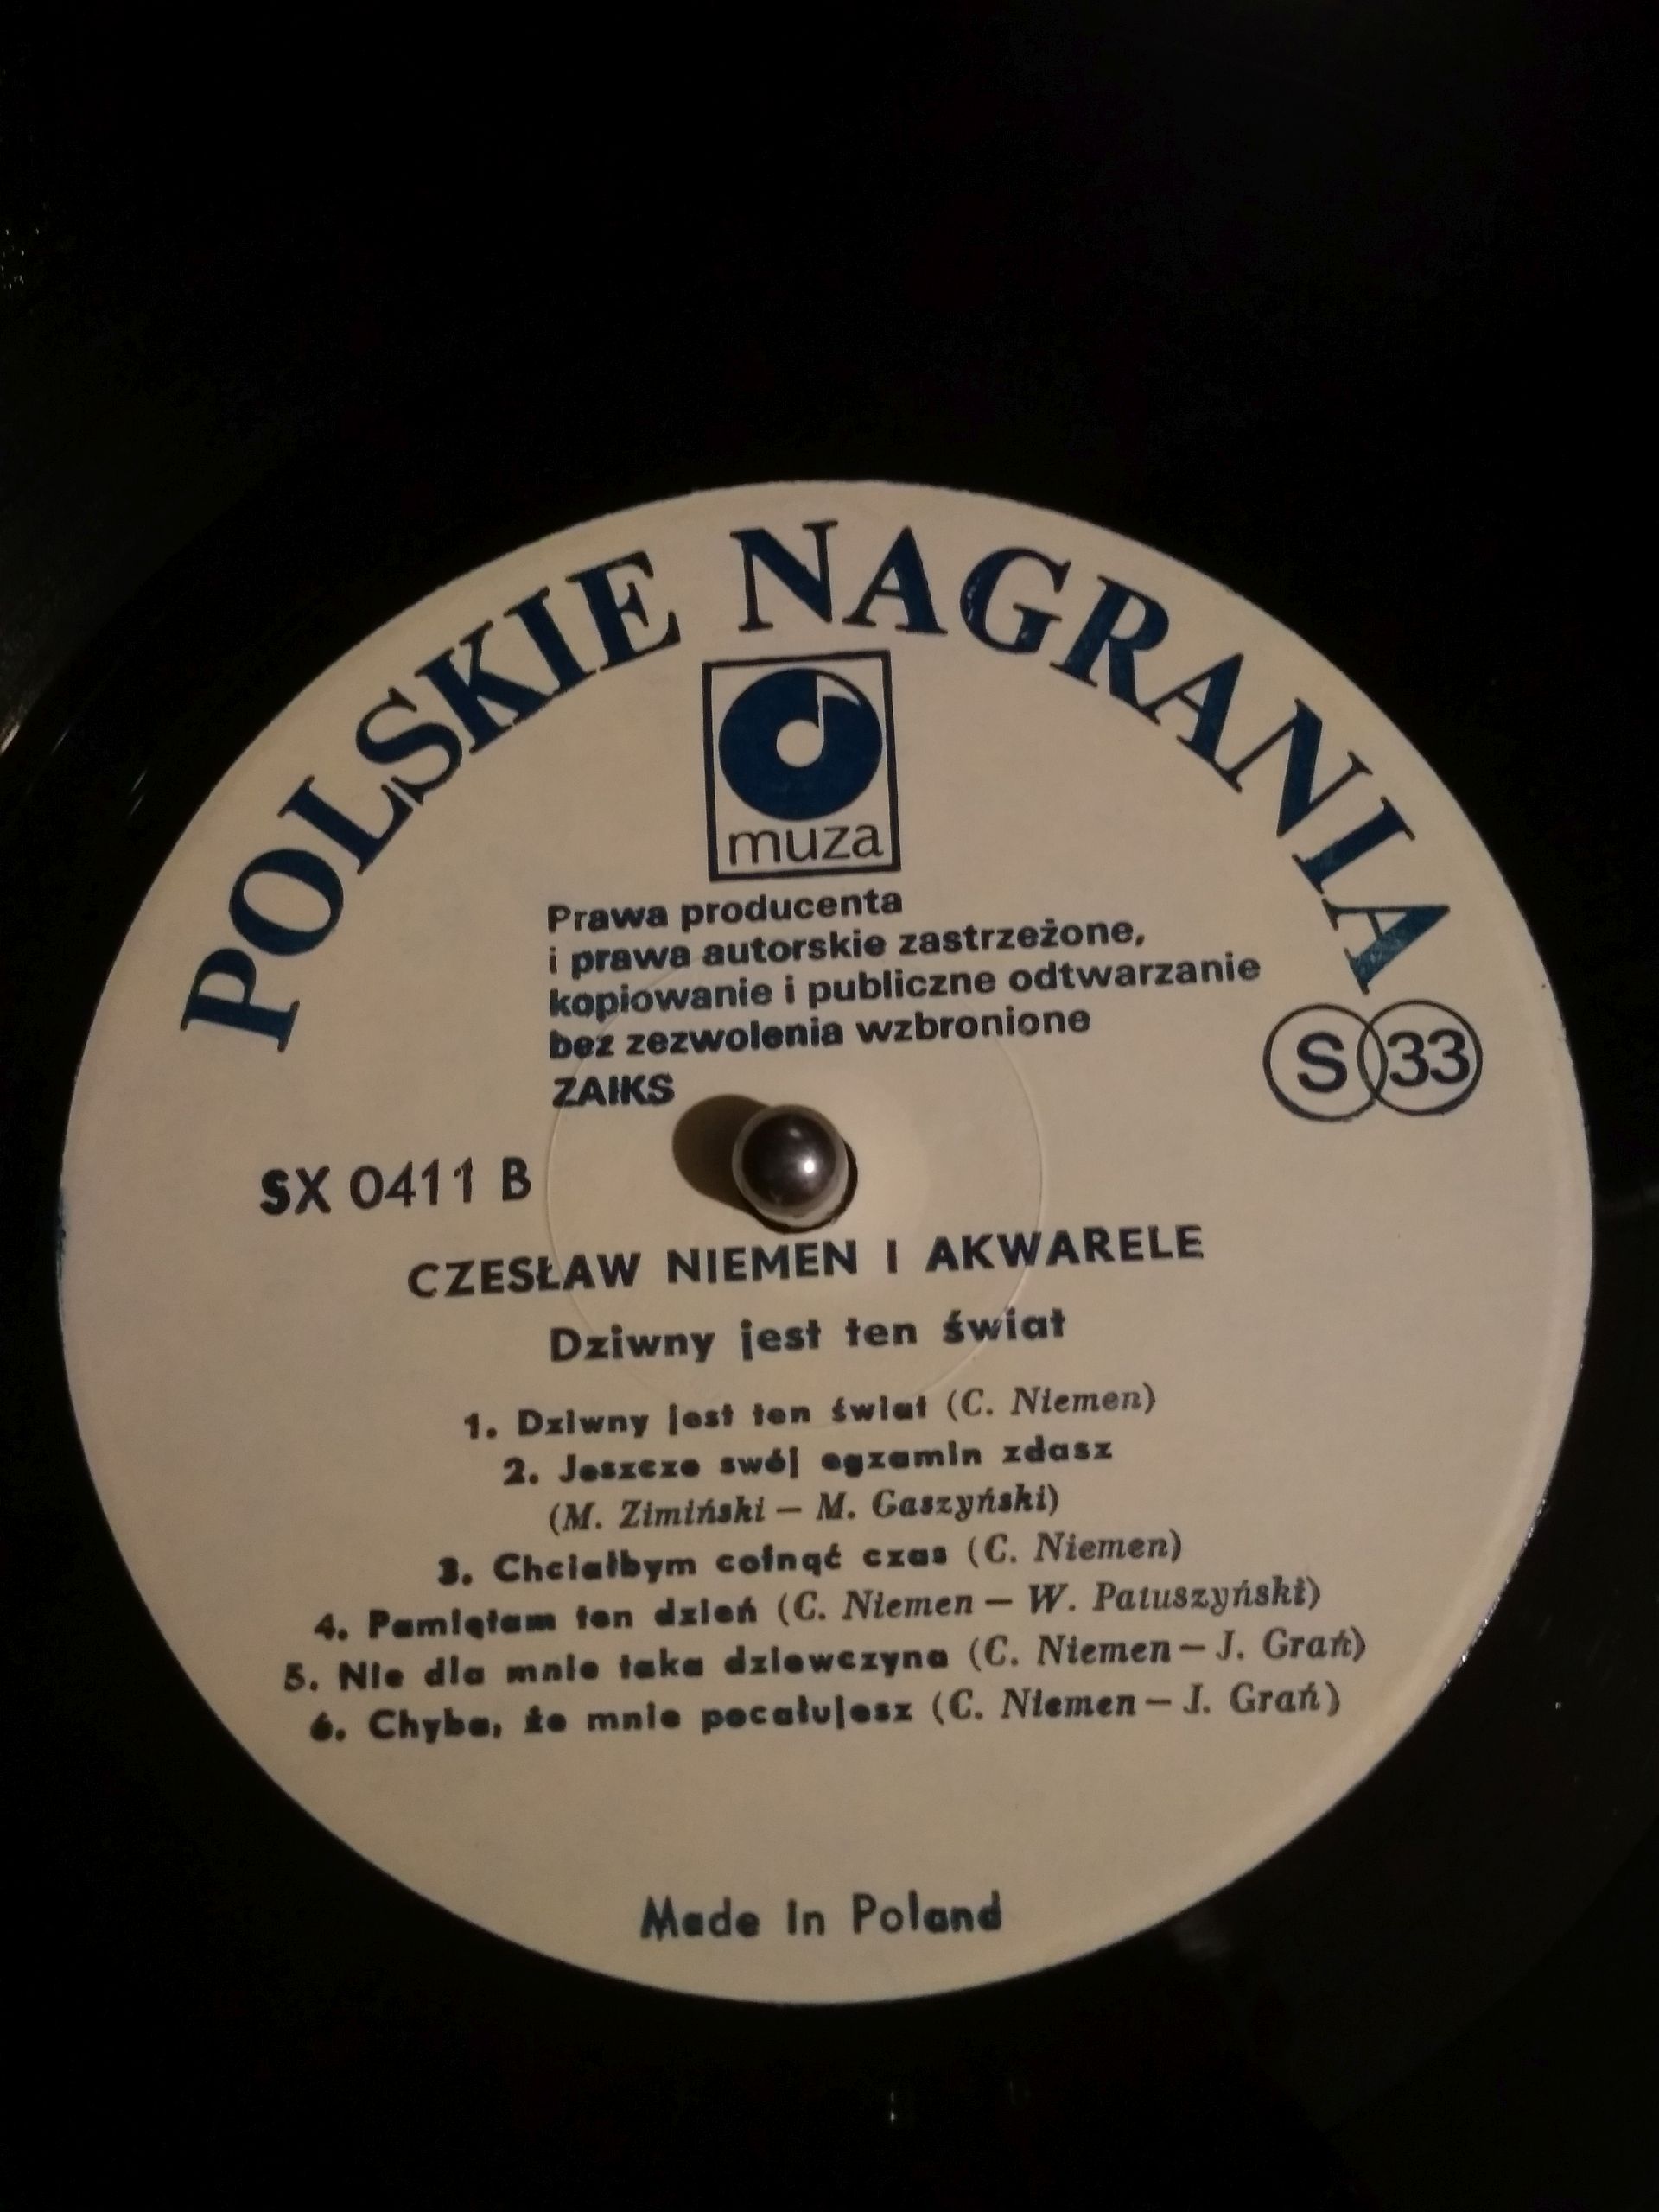 POLSKIE NAGRANIA
muza
Prawa producenta
i prawa autorskie zastrzeżone,
kopiowanie i publiczne odtwarzanie
bez zezwolenia wzbronione
ZAIKS
S 33
SX 0411 B
CZESŁAW NIEMEN I AKWARELE
Dziwny jest ten świat
1. Dziwny jest ten świat (C. Niemen)
2. Jeszcze swój egzamin zdasz
(M. Zimiński — M. Gaszyński)
3. Chciałbym cofnąć czas (C. Niemen)
4. Pamiętam ten dzień (C. Niemen — W. Patuszyński)
5. Nie dla mnie taka dziewczyna (C. Niemen — J. Grań)
6. Chyba, że mnie pocałujesz (C. Niemen — J. Grań)
Made in Poland